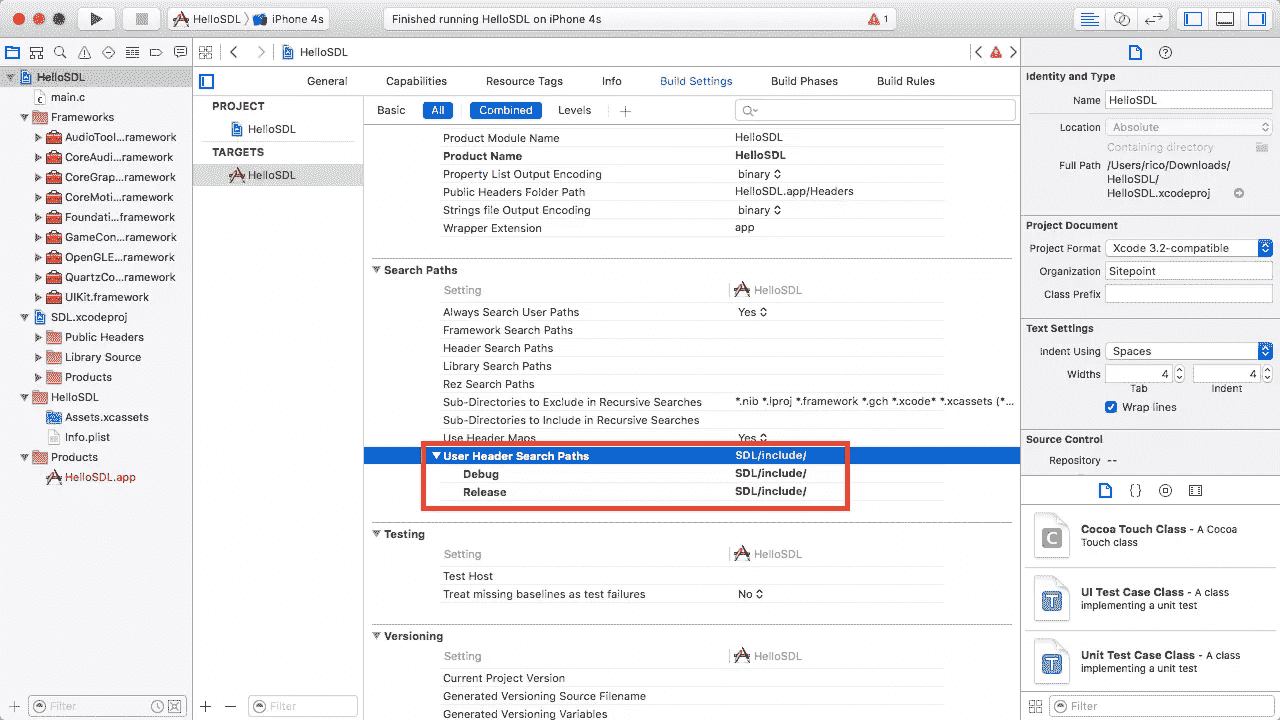 HelloSDL
iPhone 4s
Finished running HelloSDL on iPhone 4s
1
HelloSDL
main.c
Frameworks
AudioTool...ramework
CoreAudi...ramework
CoreGrap...ramework
CoreMoti...ramework
Foundati...framework
GameCon...ramework
OpenGLE...ramework
QuartzCo...ramework
UIKit.framework
SDL.xcodeproj
Public Headers
Library Source
Products
HelloSDL
Assets.xcassets
Info.plist
Products
HelloSDL.app
Filter
HelloSDL
General
Capabilities
Resource Tags
Info
Build Settings
Build Phases
Build Rules
PROJECT
HelloSDL
TARGETS
HelloSDL
Filter
Basic
All
Combined
Levels
Product Module Name HelloSDL
Product Name HelloSDL
Property List Output Encoding binary
Public Headers Folder Path HelloSDL.app/Headers
Strings file Output Encoding binary
Wrapper Extension app
Search Paths
Setting HelloSDL
Always Search User Paths Yes
Framework Search Paths
Header Search Paths
Library Search Paths
Rez Search Paths
Sub-Directories to Exclude in Recursive Searches *.nib *.lproj *.framework *.gch *.xcode* *.xcassets (*...
Sub-Directories to Include in Recursive Searches
Use Header Maps Yes
User Header Search Paths SDL/include/
Debug SDL/include/
Release SDL/include/
Testing
Setting HelloSDL
Test Host
Treat missing baselines as test failures No
Versioning
Setting HelloSDL
Current Project Version
Generated Versioning Source Filename
Generated Versioning Variables
Identity and Type
Name HelloSDL
Location Absolute
Containing directory
Full Path /Users/rico/Downloads/
HelloSDL/
HelloSDL.xcodeproj
Project Document
Project Format Xcode 3.2-compatible
Organization Sitepoint
Class Prefix
Text Settings
Indent Using Spaces
Widths 4 4
Tab Indent
Wrap lines
Source Control
Repository --
{}
C
Cocoa Touch Class - A Cocoa
Touch class
T
UI Test Case Class - A class
implementing a unit test
T
Unit Test Case Class - A class
implementing a unit test
Filter